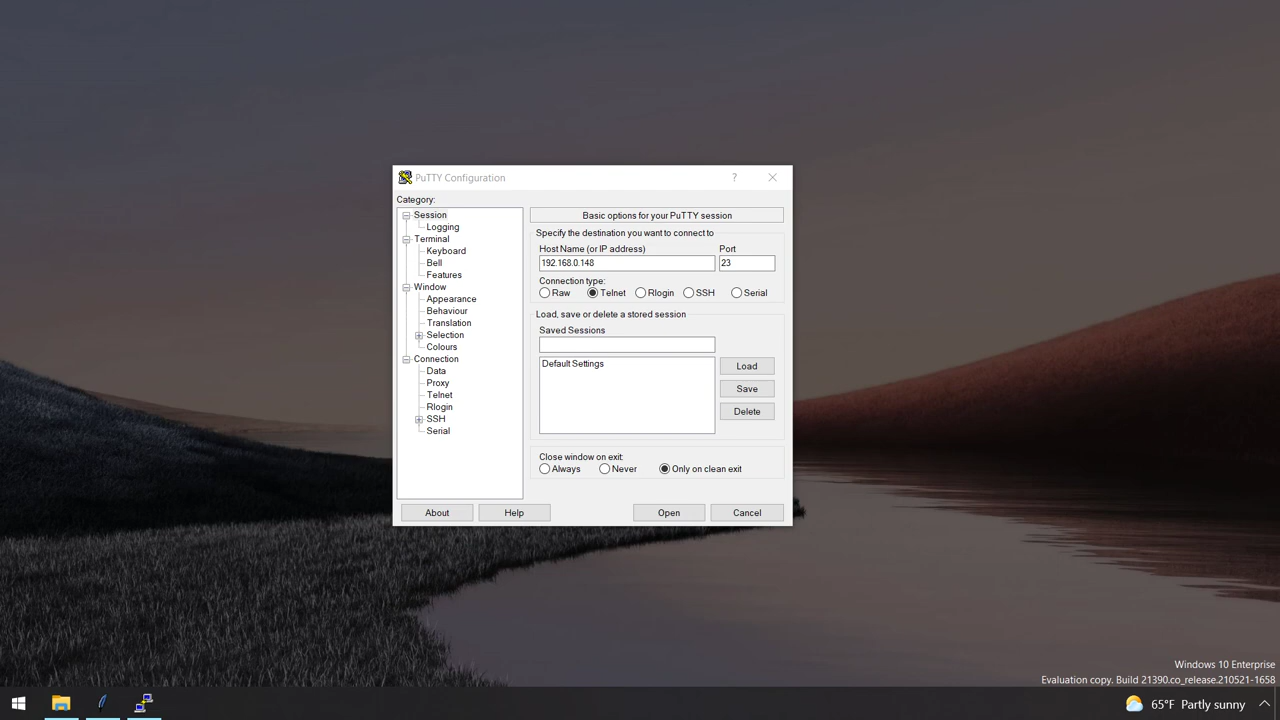 PuTTY Configuration
?
Category:
Session
Logging
Terminal
Keyboard
Bell
Features
Window
Appearance
Behaviour
Translation
Selection
Colours
Connection
Data
Proxy
Telnet
Rlogin
SSH
Serial
Basic options for your PuTTY session
Specify the destination you want to connect to
Host Name (or IP address) Port
192.168.0.148 23
Connection type:
Raw Telnet Rlogin SSH Serial
Load, save or delete a stored session
Saved Sessions
Default Settings
Load
Save
Delete
Close window on exit:
Always Never Only on clean exit
About Help Open Cancel
Windows 10 Enterprise
Evaluation copy. Build 21390.co_release.210521-1658
65°F Partly sunny